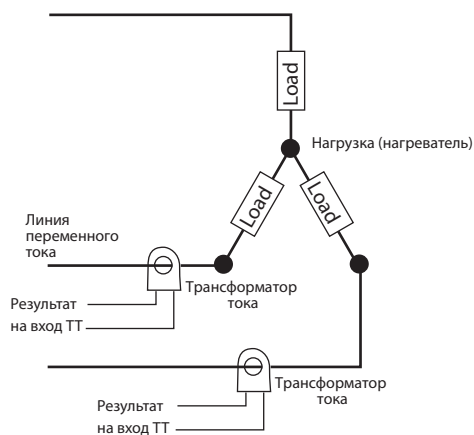 Load
Нагрузка (нагреватель)
Load
Load
Линия
переменного
тока
Трансформатор
тока
Результат
на вход ТТ
Трансформатор
тока
Результат
на вход ТТ